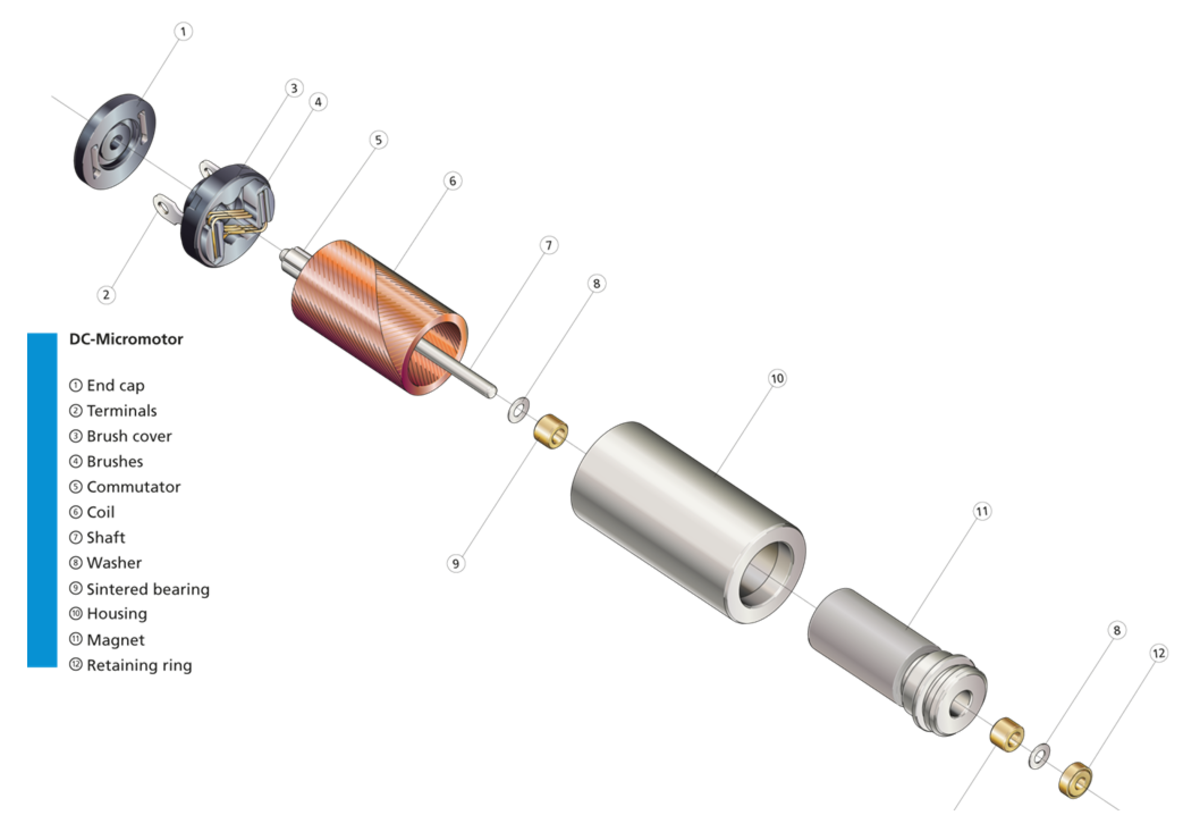 1
3
4
5
6
7
8
2
DC-Micromotor
① End cap
② Terminals
③ Brush cover
④ Brushes
⑤ Commutator
⑥ Coil
⑦ Shaft
⑧ Washer
⑨ Sintered bearing
⑩ Housing
⑪ Magnet
⑫ Retaining ring
10
9
11
8
12